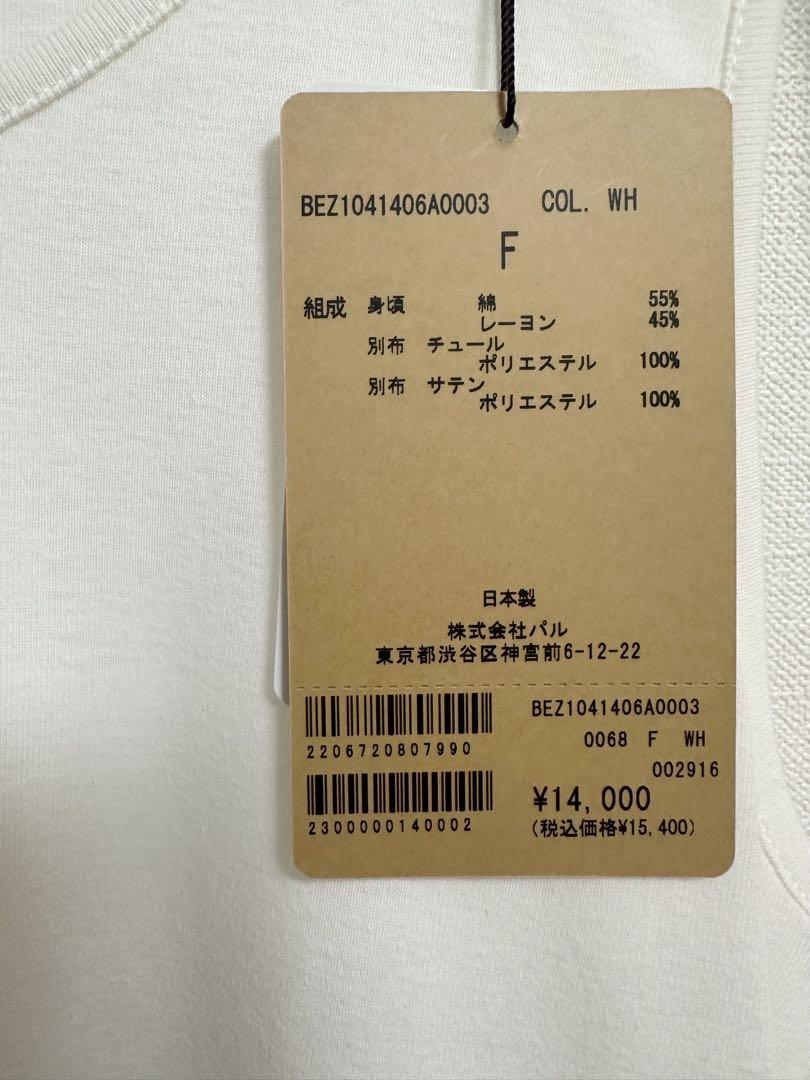 BEZ1041406A0003 COL. WH
F
組成 身頃 綿 55%
レーヨン 45%
別布 チュール
ポリエステル 100%
別布 サテン
ポリエステル 100%
日本製
株式会社パル
東京都渋谷区神宮前6-12-22
BEZ1041406A0003
2206720807990
0068 F WH
002916
¥14,000
2300000140002
(税込価格¥15,400)